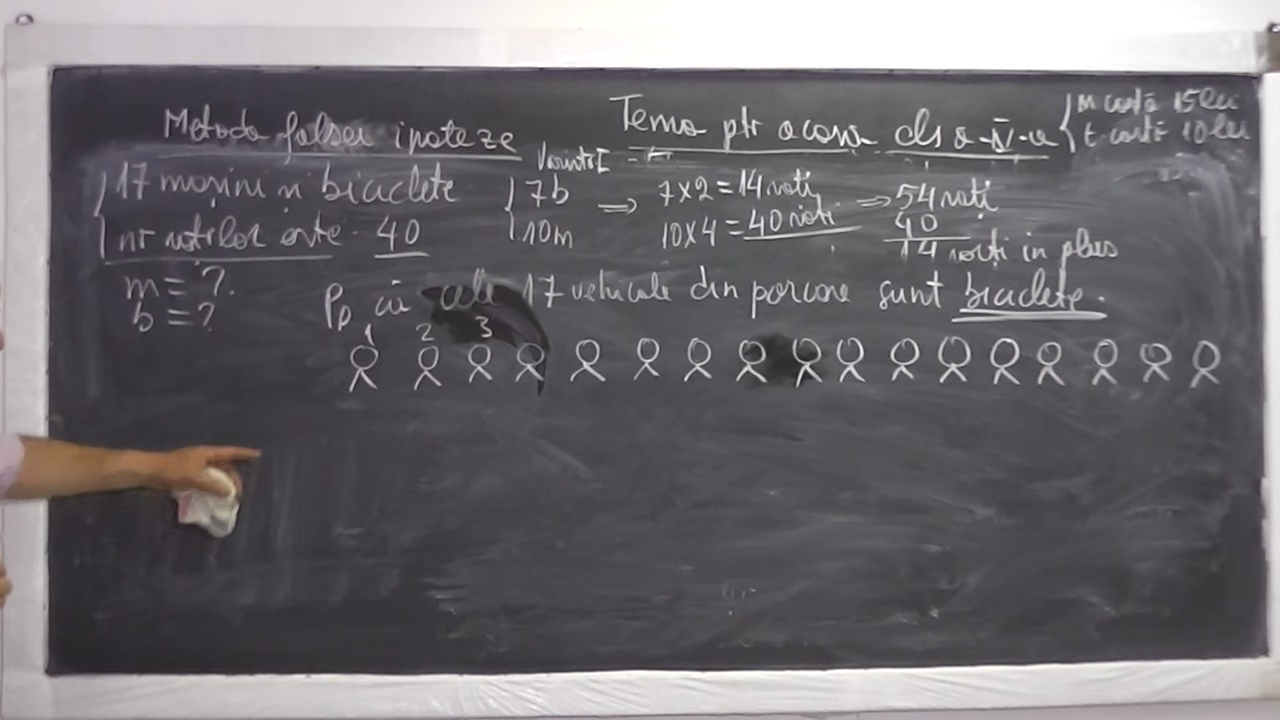 Metoda falsei ipoteze
Tema ptr acasă cls a-IV-a
M costă 15 lei
t costă 10 lei
17 mașini și biciclete
nr roților este 40
m = ?
b = ?
Varianta I
7b
10m
⇒ 7×2 = 14 roți
10×4 = 40 roți
⇒ 54 roți
40
14 roți in plus
Pp că cele 17 vehicule din parcare sunt biciclete.
1 2 3